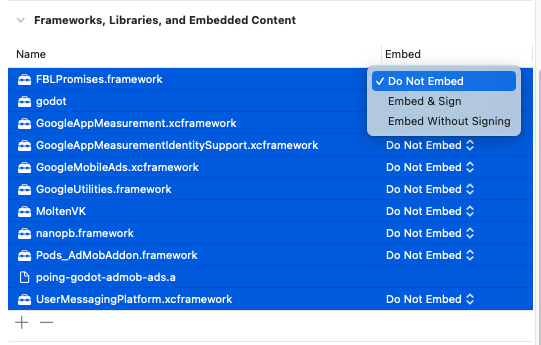 Frameworks, Libraries, and Embedded Content
Name Embed
FBLPromises.framework Do Not Embed
godot Embed & Sign
GoogleAppMeasurement.xcframework Embed Without Signing
GoogleAppMeasurementIdentitySupport.xcframework Do Not Embed
GoogleMobileAds.xcframework Do Not Embed
GoogleUtilities.framework Do Not Embed
MoltenVK Do Not Embed
nanopb.framework Do Not Embed
Pods_AdMobAddon.framework Do Not Embed
poing-godot-admob-ads.a
UserMessagingPlatform.xcframework Do Not Embed